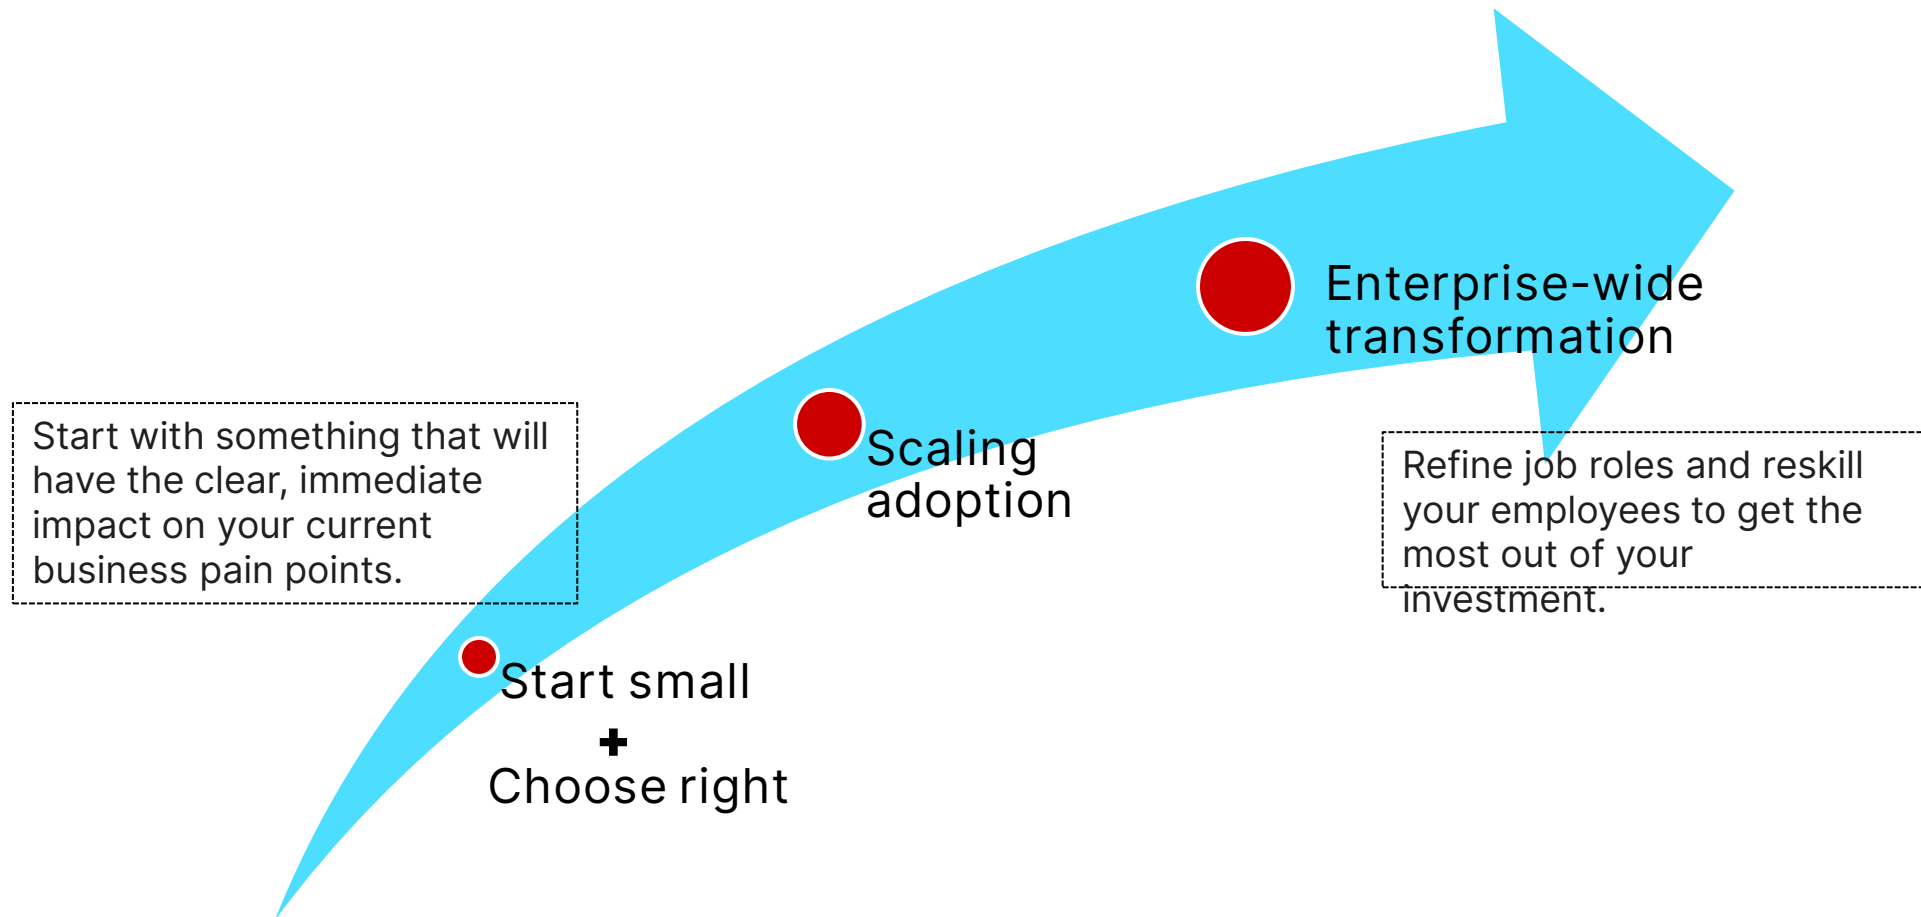 Enterprise-wide
transformation
Scaling
adoption
Start with something that will
have the clear, immediate
impact on your current
business pain points.
Refine job roles and reskill
your employees to get the
most out of your
investment.
Start small
+
Choose right